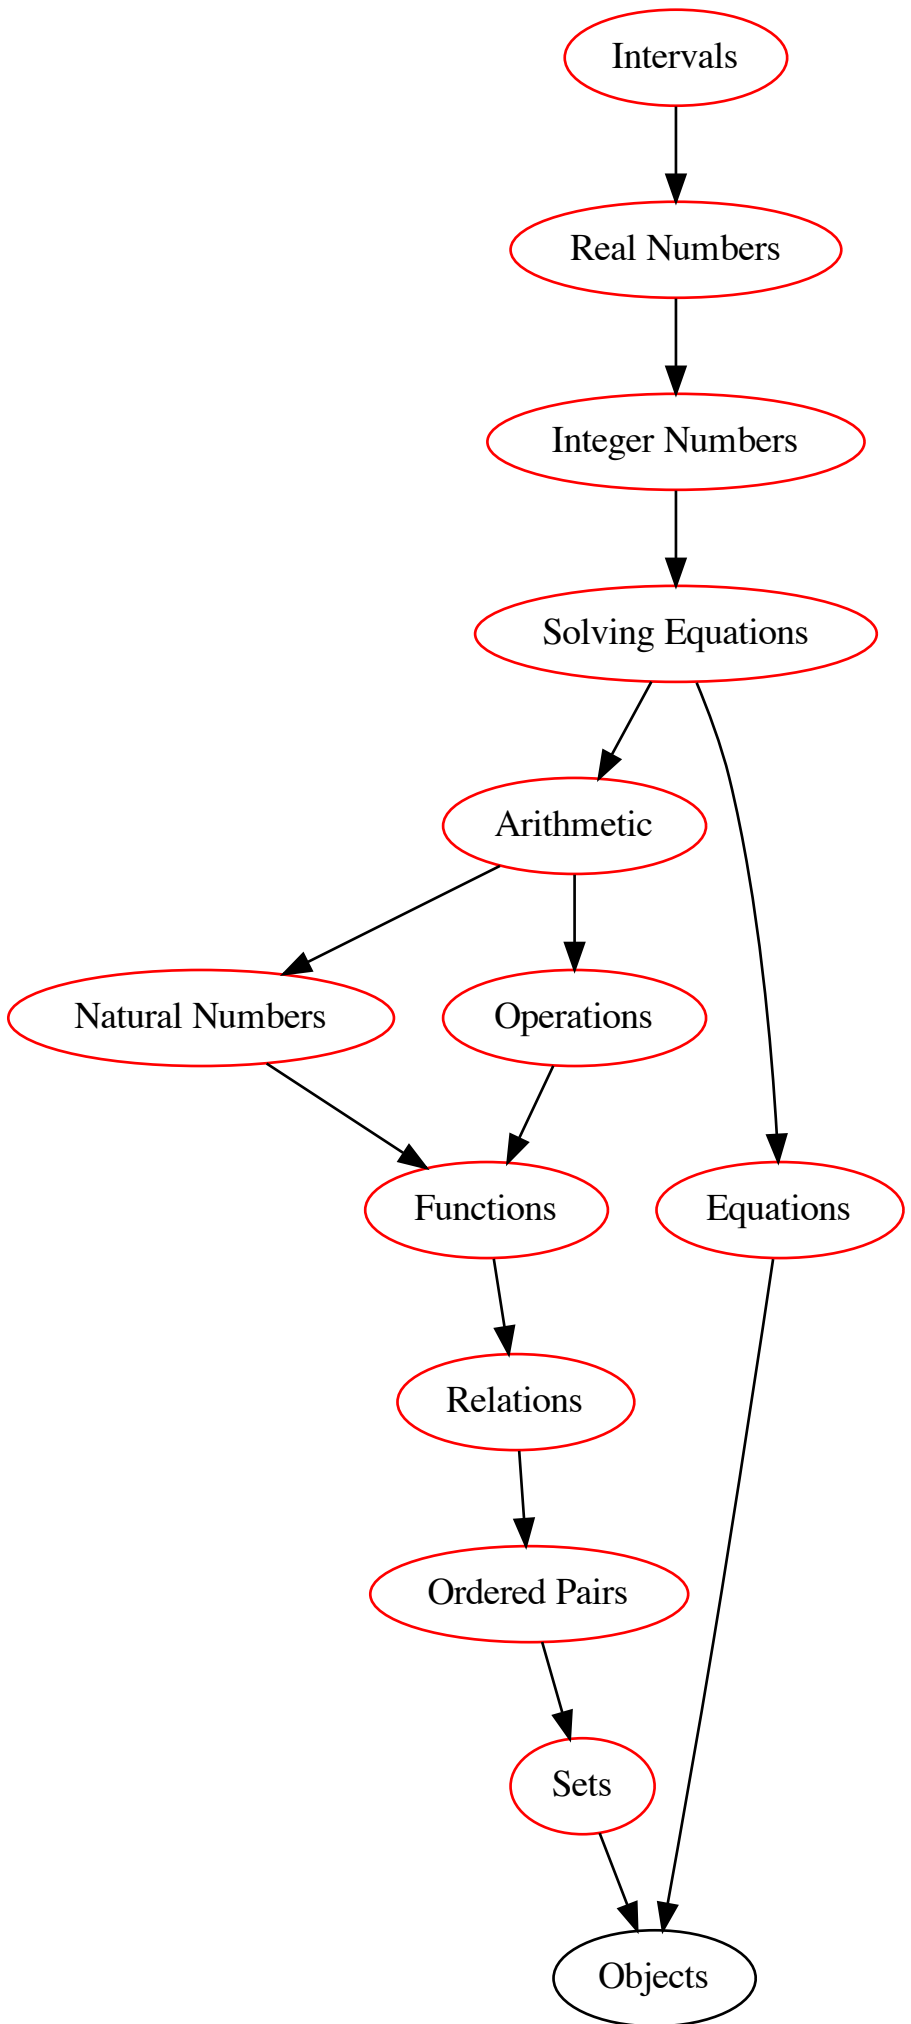 Intervals
Real Numbers
Integer Numbers
Solving Equations
Arithmetic
Natural Numbers
Operations
Functions
Equations
Relations
Ordered Pairs
Sets
Objects